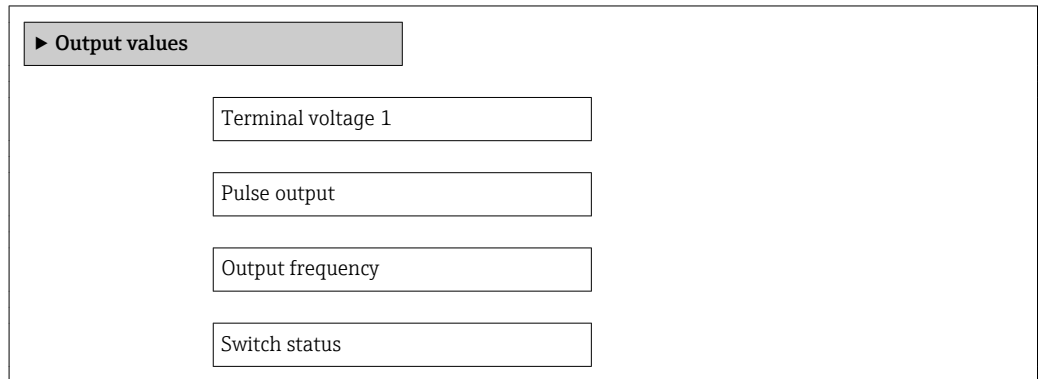 ▶ Output values
Terminal voltage 1
Pulse output
Output frequency
Switch status